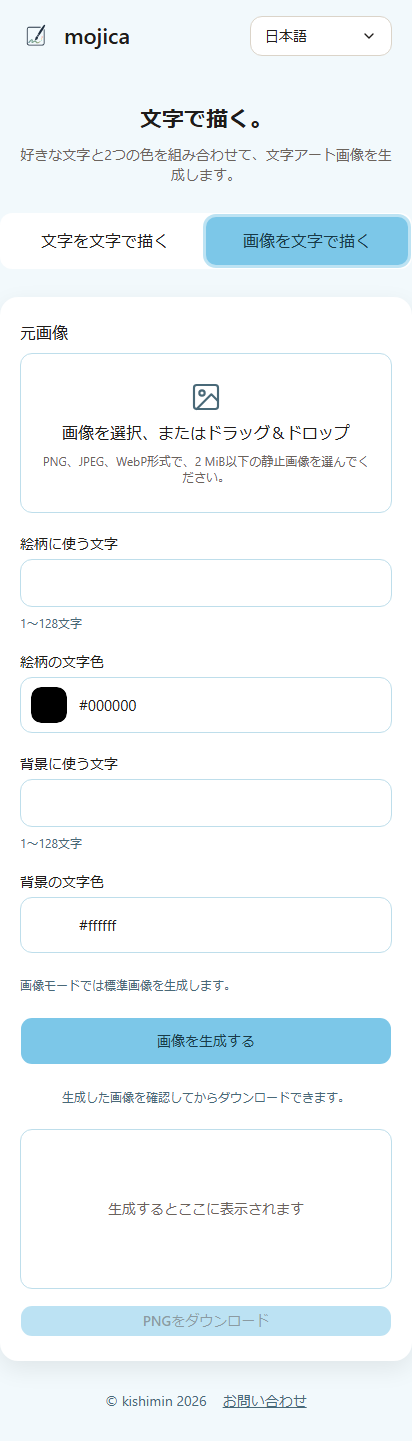 mojica
日本語
文字で描く。
好きな文字と2つの色を組み合わせて、文字アート画像を生
成します。
文字を文字で描く
画像を文字で描く
元画像
画像を選択、またはドラッグ＆ドロップ
PNG、JPEG、WebP形式で、2 MiB以下の静止画像を選んでく
ださい。
絵柄に使う文字
1〜128文字
絵柄の文字色
#000000
背景に使う文字
1〜128文字
背景の文字色
#ffffff
画像モードでは標準画像を生成します。
画像を生成する
生成した画像を確認してからダウンロードできます。
生成するとここに表示されます
PNGをダウンロード
© kishimin 2026 お問い合わせ